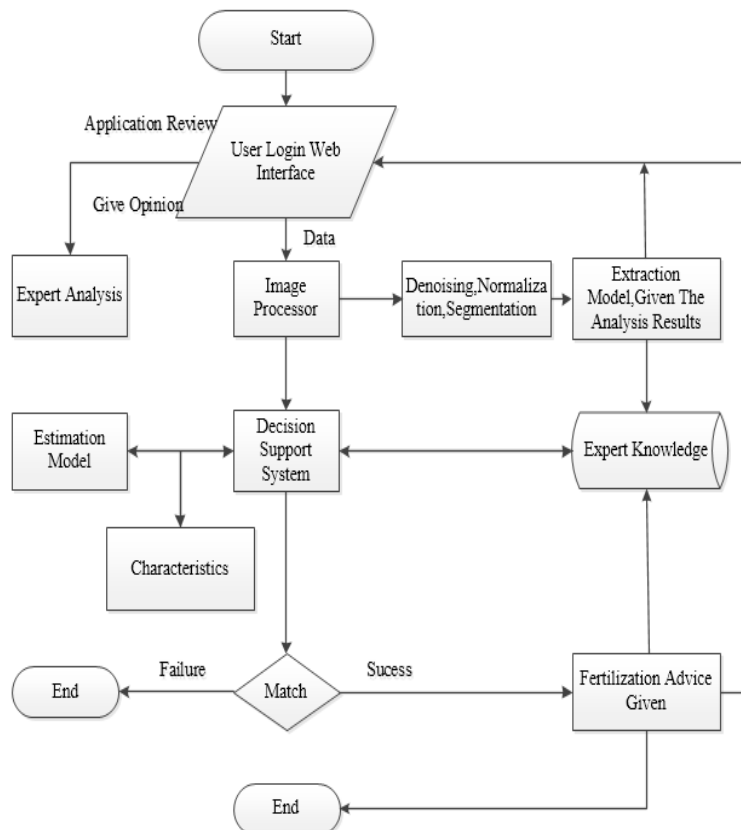 Start
Application Review
User Login Web
Interface
Give Opinion
Data
Expert Analysis
Image
Processor
Denoising,Normaliza
tion,Segmentation
Extraction
Model,Given The
Analysis Results
Estimation
Model
Decision
Support
System
Expert Knowledge
Characteristics
Failure
Sucess
End
Match
Fertilization Advice
Given
End